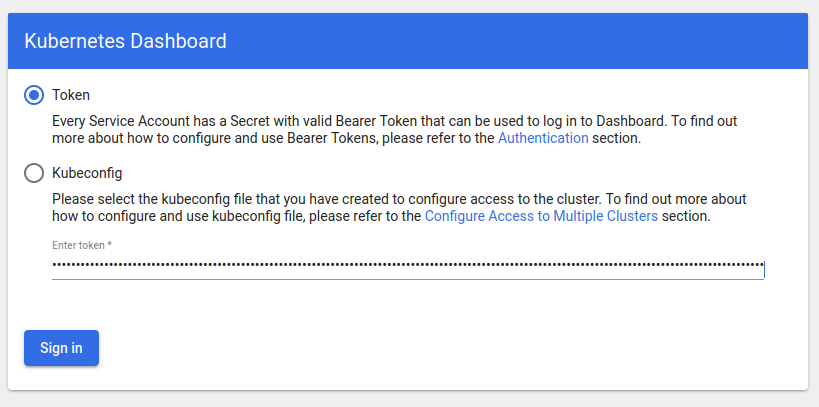 Kubernetes Dashboard
Token
Every Service Account has a Secret with valid Bearer Token that can be used to log in to Dashboard. To find out
more about how to configure and use Bearer Tokens, please refer to the Authentication section.
Kubeconfig
Please select the kubeconfig file that you have created to configure access to the cluster. To find out more about
how to configure and use kubeconfig file, please refer to the Configure Access to Multiple Clusters section.
Enter token *
Sign in